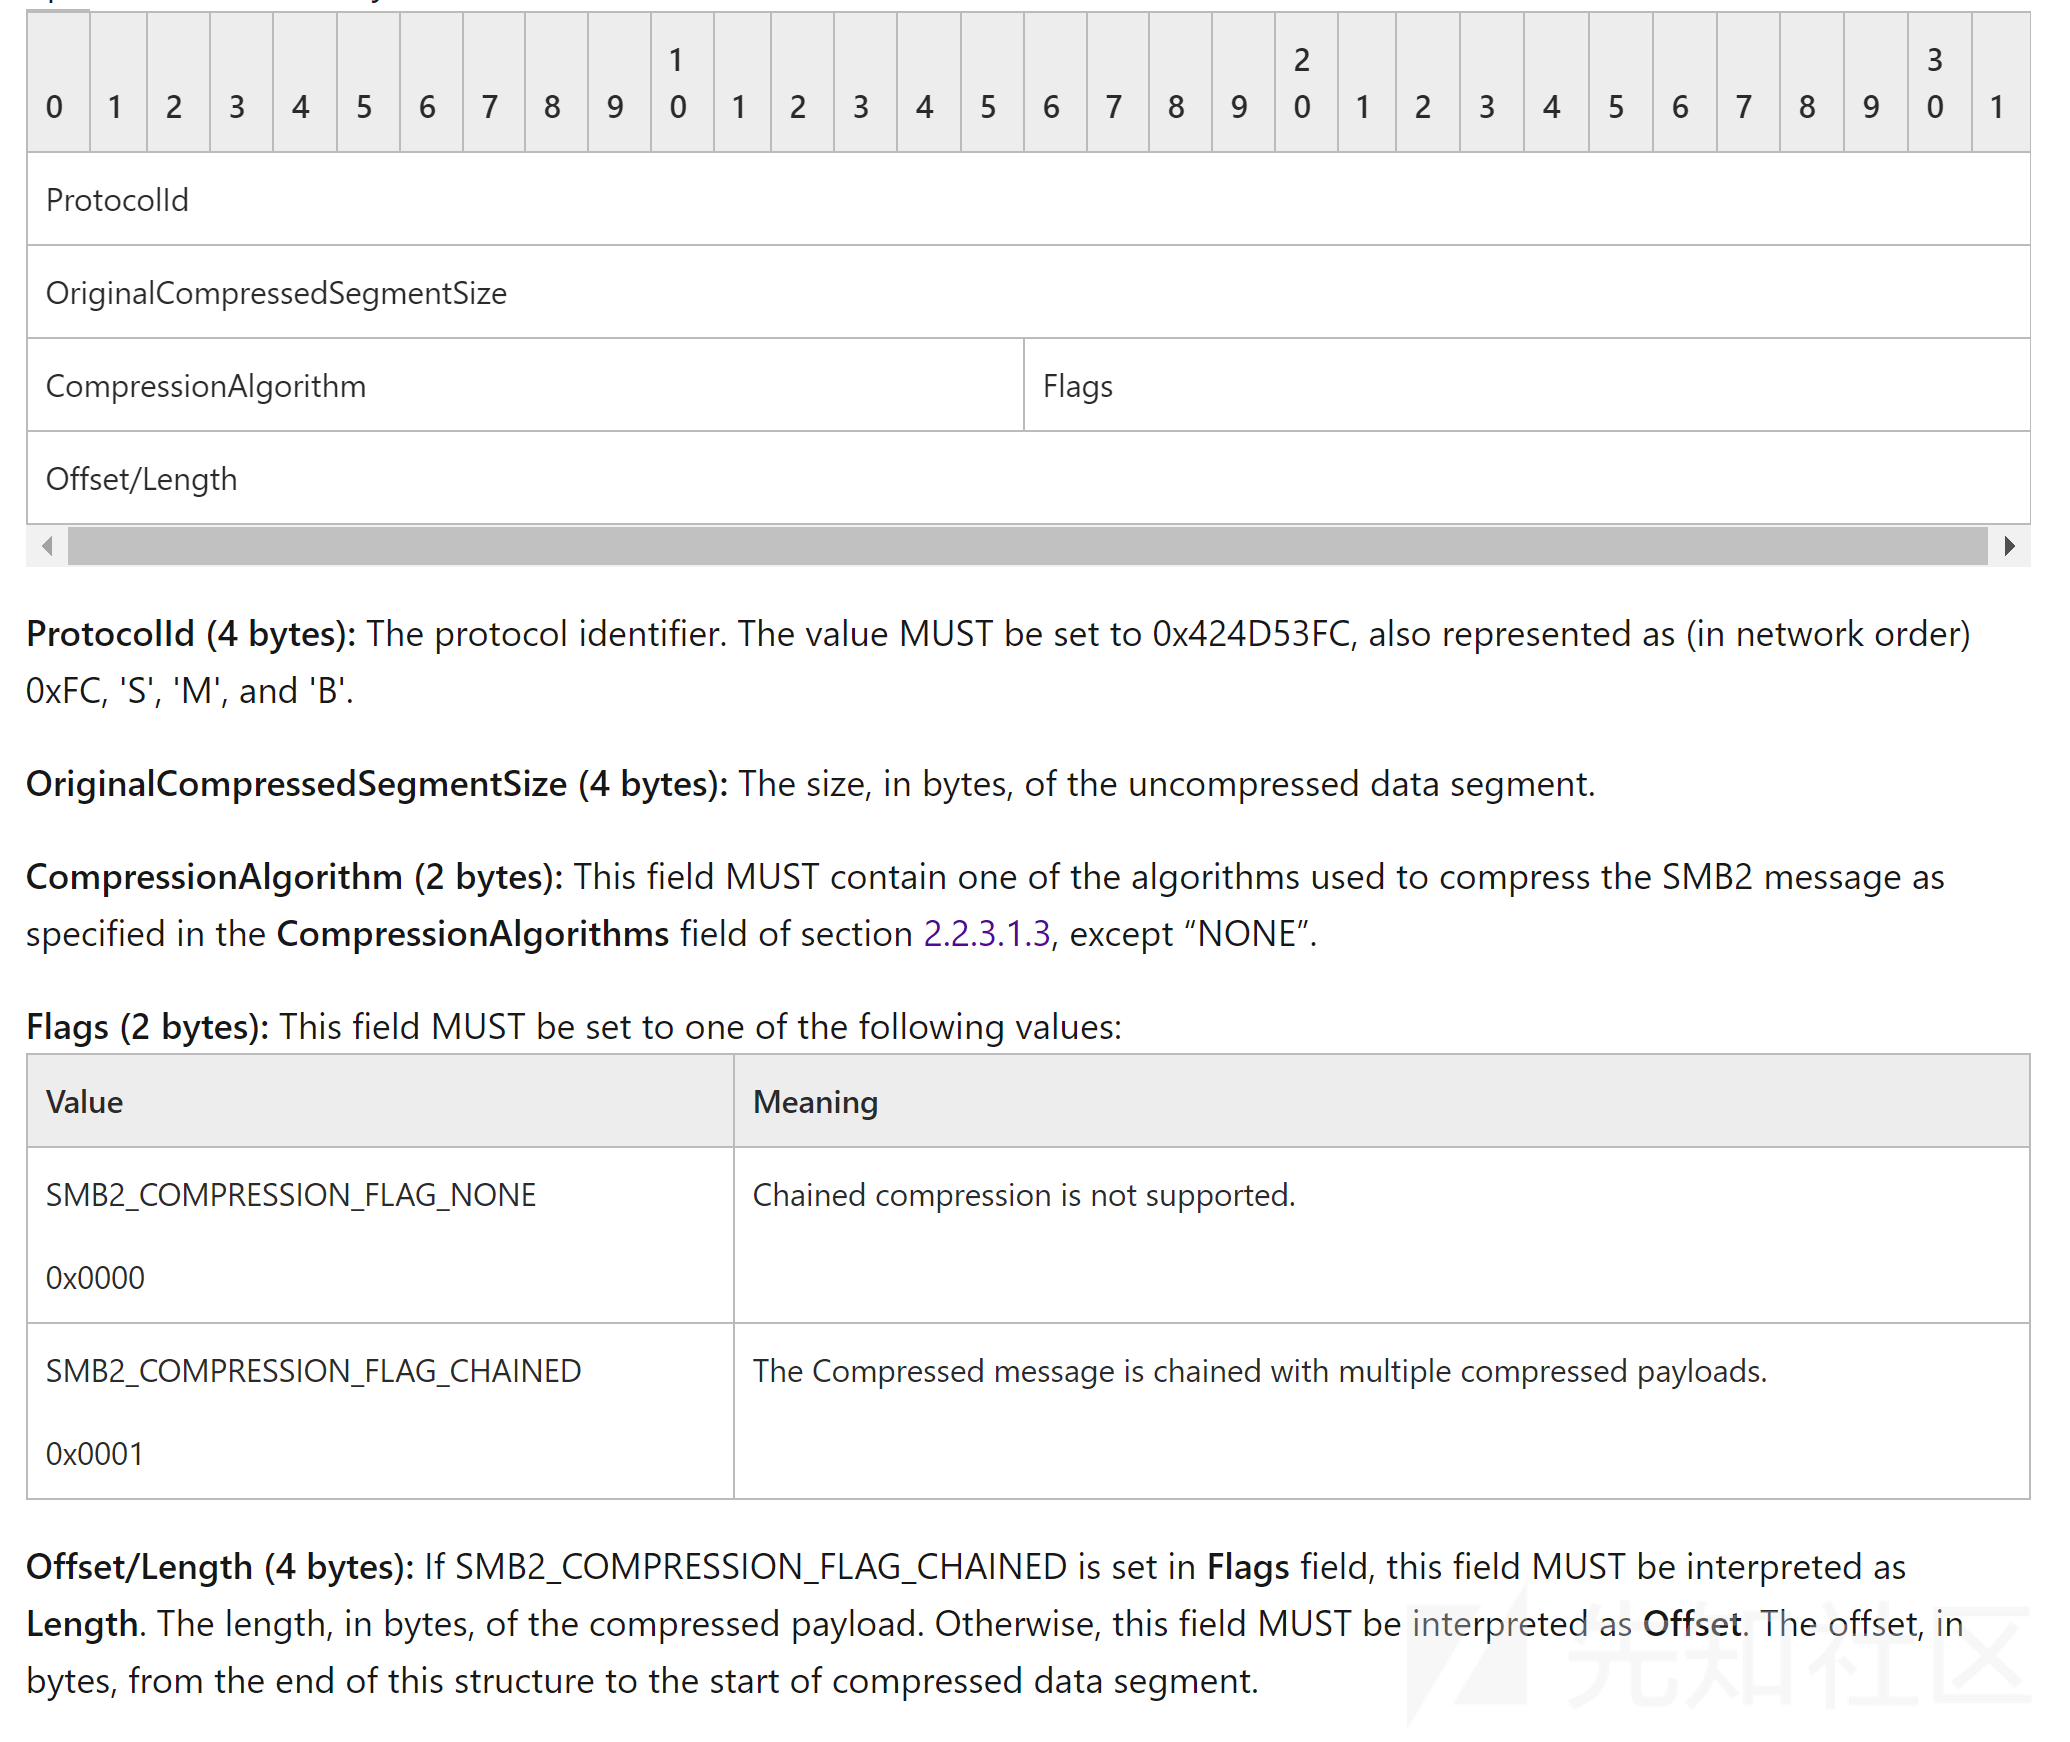 1 2 3
0 1 2 3 4 5 6 7 8 9 0 1 2 3 4 5 6 7 8 9 0 1 2 3 4 5 6 7 8 9 0 1
ProtocolId
OriginalCompressedSegmentSize
CompressionAlgorithm Flags
Offset/Length
ProtocolId (4 bytes): The protocol identifier. The value MUST be set to 0x424D53FC, also represented as (in network order)
0xFC, 'S', 'M', and 'B'.
OriginalCompressedSegmentSize (4 bytes): The size, in bytes, of the uncompressed data segment.
CompressionAlgorithm (2 bytes): This field MUST contain one of the algorithms used to compress the SMB2 message as
specified in the CompressionAlgorithms field of section 2.2.3.1.3, except “NONE”.
Flags (2 bytes): This field MUST be set to one of the following values:
Value Meaning
SMB2_COMPRESSION_FLAG_NONE Chained compression is not supported.
0x0000
SMB2_COMPRESSION_FLAG_CHAINED The Compressed message is chained with multiple compressed payloads.
0x0001
Offset/Length (4 bytes): If SMB2_COMPRESSION_FLAG_CHAINED is set in Flags field, this field MUST be interpreted as
Length. The length, in bytes, of the compressed payload. Otherwise, this field MUST be interpreted as Offset. The offset, in
bytes, from the end of this structure to the start of compressed data segment.
先知社区